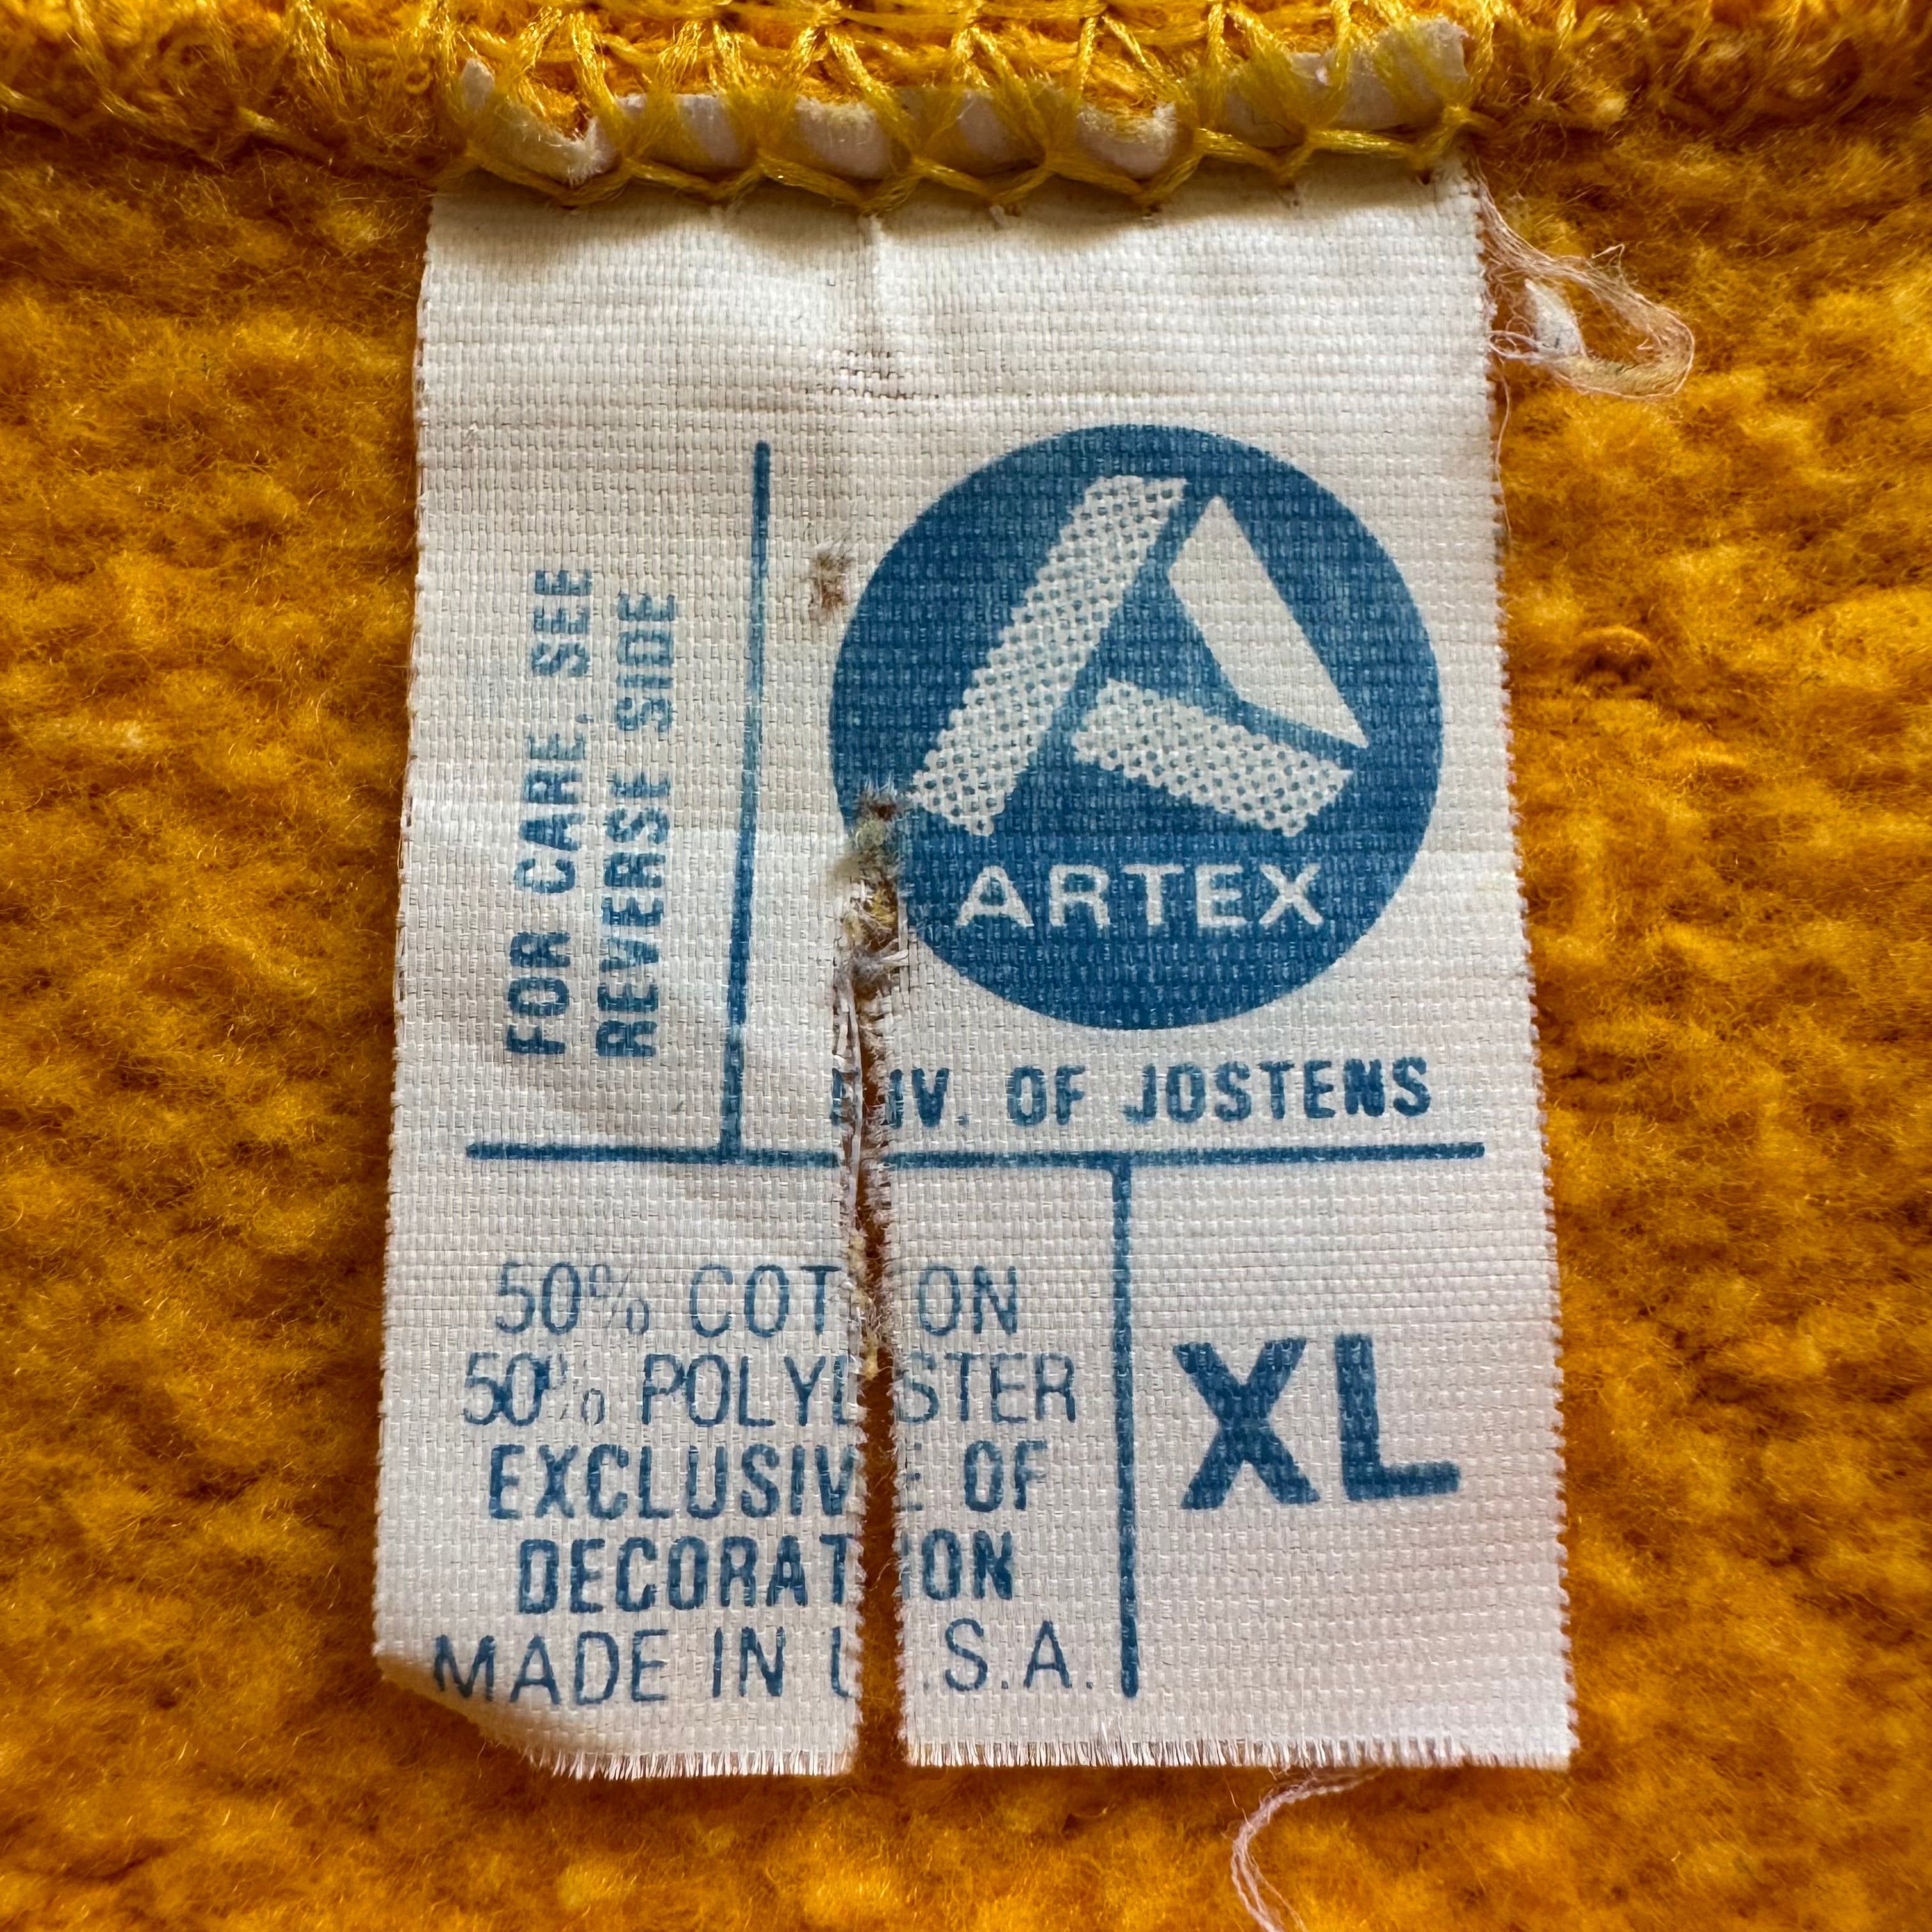 FOR CARE, SEE
REVERSE SIDE
ARTEX
DIV. OF JOSTENS
50% COTTON
50% POLYESTER
EXCLUSIVE OF
DECORATION
MADE IN U.S.A.
XL